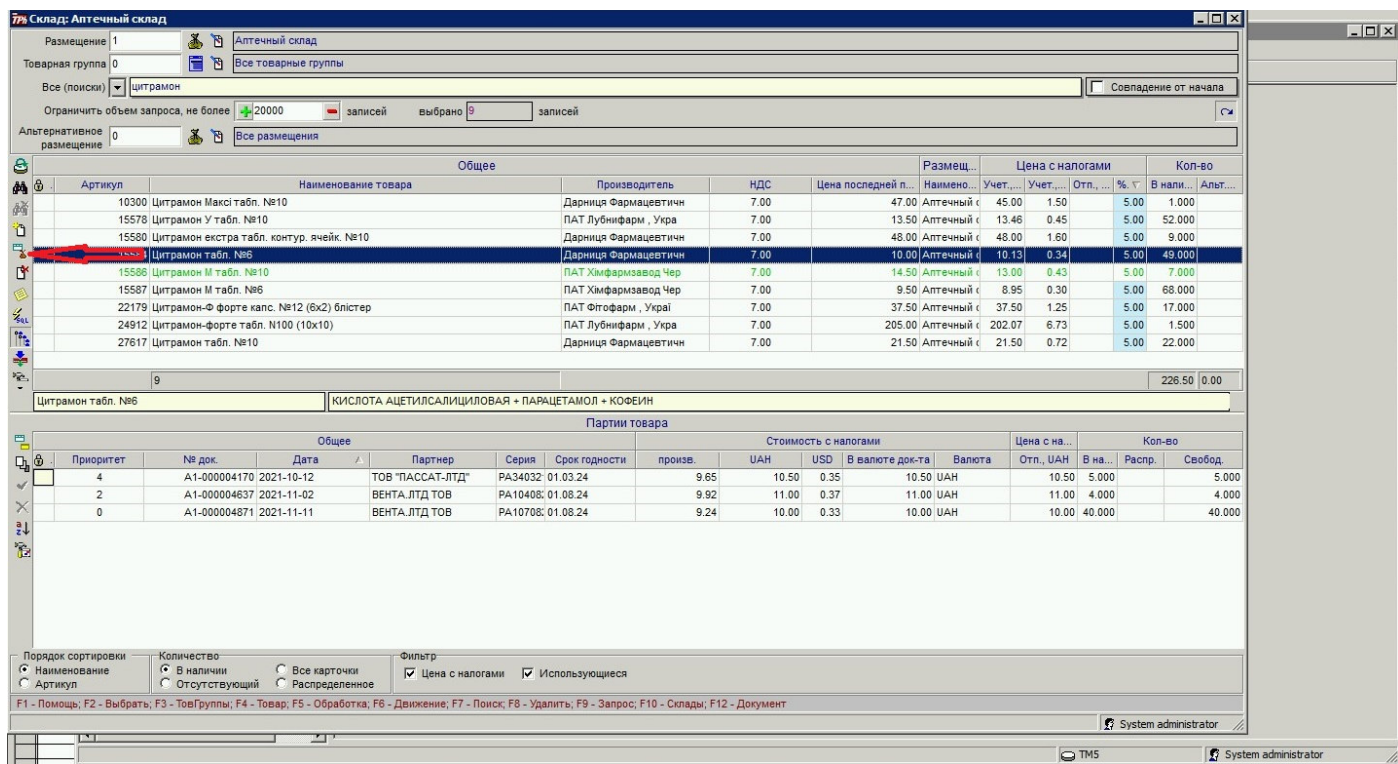 Склад: Аптечный склад
Размещение 1 Аптечный склад
Товарная группа 0 Все товарные группы
Все (поиски) цитрамон Совпадение от начала
Ограничить объем запроса, не более 20000 записей выбрано 9 записей
Альтернативное размещение 0 Все размещения
Общее Размещ... Цена с налогами Кол-во
Артикул Наименование товара Производитель НДС Цена последней п... Наимено... Учет.,... Учет.,... Отп., ... %. В нали... Альт....
10300 Цитрамон Максі табл. №10 Дарниця Фармацевтичн 7.00 47.00 Аптечный с 45.00 1.50 5.00 1.000
15578 Цитрамон У табл. №10 ПАТ Лубнифарм , Укра 7.00 13.50 Аптечный с 13.46 0.45 5.00 52.000
15580 Цитрамон екстра табл. контур. ячейк. №10 Дарниця Фармацевтичн 7.00 48.00 Аптечный с 48.00 1.60 5.00 9.000
Цитрамон табл. №6 Дарниця Фармацевтичн 7.00 10.00 Аптечный с 10.13 0.34 5.00 49.000
15586 Цитрамон М табл. №10 ПАТ Хімфармзавод Чер 7.00 14.50 Аптечный с 13.00 0.43 5.00 7.000
15587 Цитрамон М табл. №6 ПАТ Хімфармзавод Чер 7.00 9.50 Аптечный с 8.95 0.30 5.00 68.000
22179 Цитрамон-Ф форте капс. №12 (6х2) блістер ПАТ Фітофарм , Украї 7.00 37.50 Аптечный с 37.50 1.25 5.00 17.000
24912 Цитрамон-форте табл. N100 (10х10) ПАТ Лубнифарм , Укра 7.00 205.00 Аптечный с 202.07 6.73 5.00 1.500
27617 Цитрамон табл. №10 Дарниця Фармацевтичн 7.00 21.50 Аптечный с 21.50 0.72 5.00 22.000
9 226.50 0.00
Цитрамон табл. №6 КИСЛОТА АЦЕТИЛСАЛИЦИЛОВАЯ + ПАРАЦЕТАМОЛ + КОФЕИН
Партии товара
Общее Стоимость с налогами Цена с на... Кол-во
Приоритет № док. Дата Партнер Серия Срок годности произв. UAH USD В валюте док-та Валюта Отп., UAH В на... Распр. Свобод.
4 А1-000004170 2021-10-12 ТОВ "ПАССАТ-ЛТД" РА34032 01.03.24 9.65 10.50 0.35 10.50 UAH 10.50 5.000 5.000
2 А1-000004637 2021-11-02 ВЕНТА.ЛТД ТОВ РА10408 01.08.24 9.92 11.00 0.37 11.00 UAH 11.00 4.000 4.000
0 А1-000004871 2021-11-11 ВЕНТА.ЛТД ТОВ РА10708 01.08.24 9.24 10.00 0.33 10.00 UAH 10.00 40.000 40.000
Порядок сортировки Количество Фильтр
Наименование В наличии Все карточки Цена с налогами Использующиеся
Артикул Отсутствующий Распределенное
F1 - Помощь; F2 - Выбрать; F3 - ТовГруппы; F4 - Товар; F5 - Обработка; F6 - Движение; F7 - Поиск; F8 - Удалить; F9 - Запрос; F10 - Склады; F12 - Документ
System administrator
TM5 System administrator